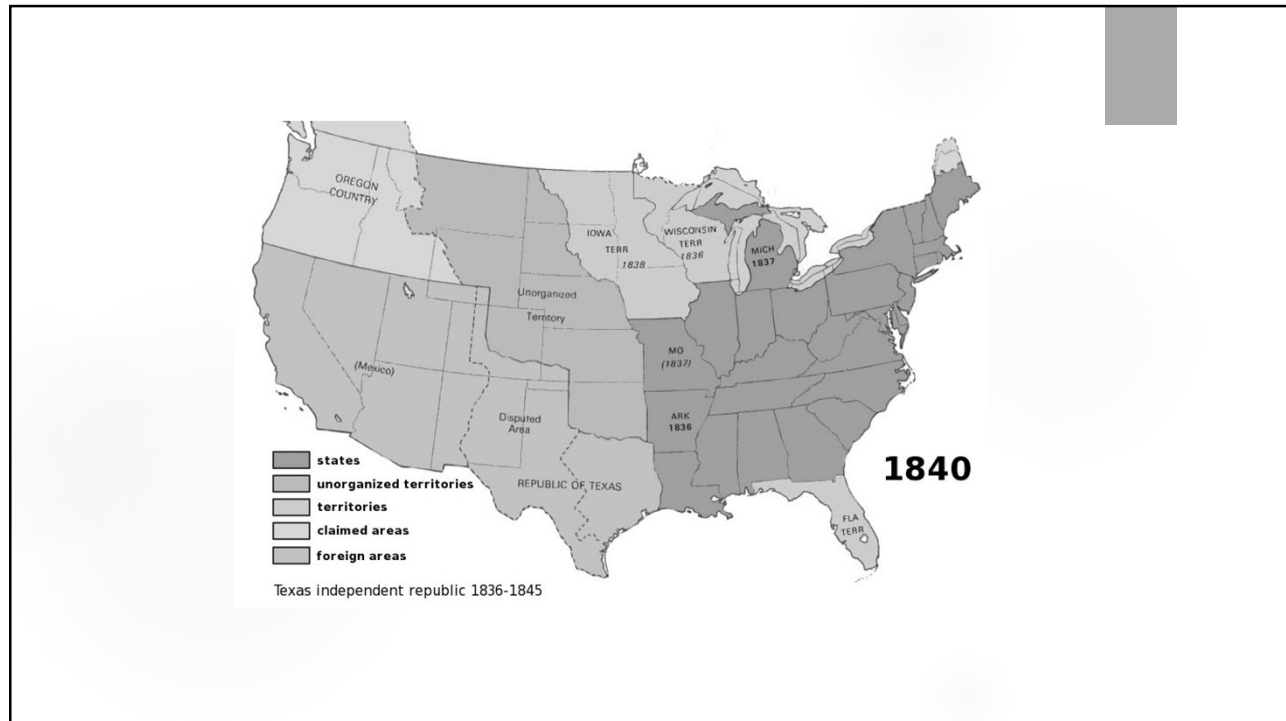 OREGON
COUNTRY
IOWA
TERR
1838
WISCONSIN
TERR
1836
MICH
1837
Unorganized
Territory
(Mexico)
MO
(1837)
Disputed
Area
ARK
1836
REPUBLIC OF TEXAS
FLA
TERR
1840
states
unorganized territories
territories
claimed areas
foreign areas
Texas independent republic 1836-1845